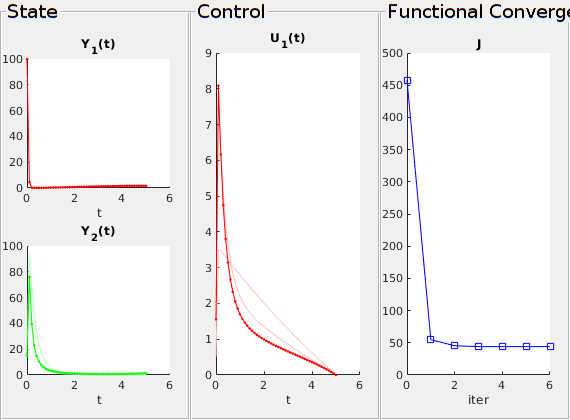 State
Y1(t)
100
80
60
40
20
0
0 2 4 6
t
Y2(t)
100
80
60
40
20
0
0 2 4 6
t
Control
U1(t)
9
8
7
6
5
4
3
2
1
0
0 2 4 6
t
Functional Converge
J
500
450
400
350
300
250
200
150
100
50
0
0 2 4 6
iter